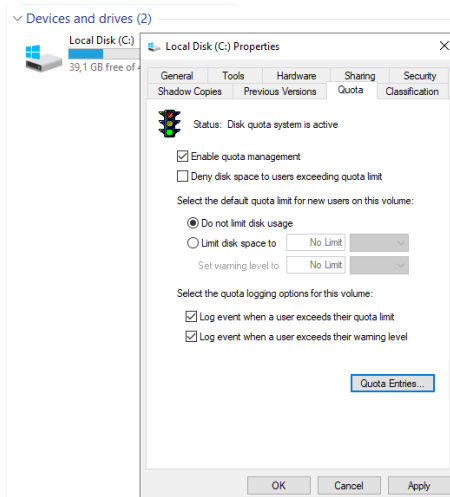 Devices and drives (2)
Local Disk (C:)
39,1 GB free of
Local Disk (C:) Properties
General Tools Hardware Sharing Security
Shadow Copies Previous Versions Quota Classification
Status: Disk quota system is active
Enable quota management
Deny disk space to users exceeding quota limit
Select the default quota limit for new users on this volume:
Do not limit disk usage
Limit disk space to No Limit
Set warning level to No Limit
Select the quota logging options for this volume:
Log event when a user exceeds their quota limit
Log event when a user exceeds their warning level
Quota Entries...
OK Cancel Apply